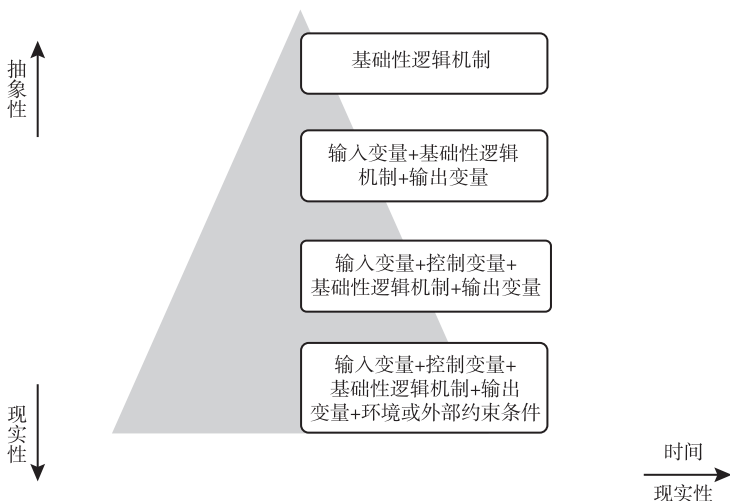 抽象性
基础性逻辑机制
输入变量+基础性逻辑
机制+输出变量
输入变量+控制变量+
基础性逻辑机制+输出变量
输入变量+控制变量+
基础性逻辑机制+输出
变量+环境或外部约束条件
现实性
时间
现实性